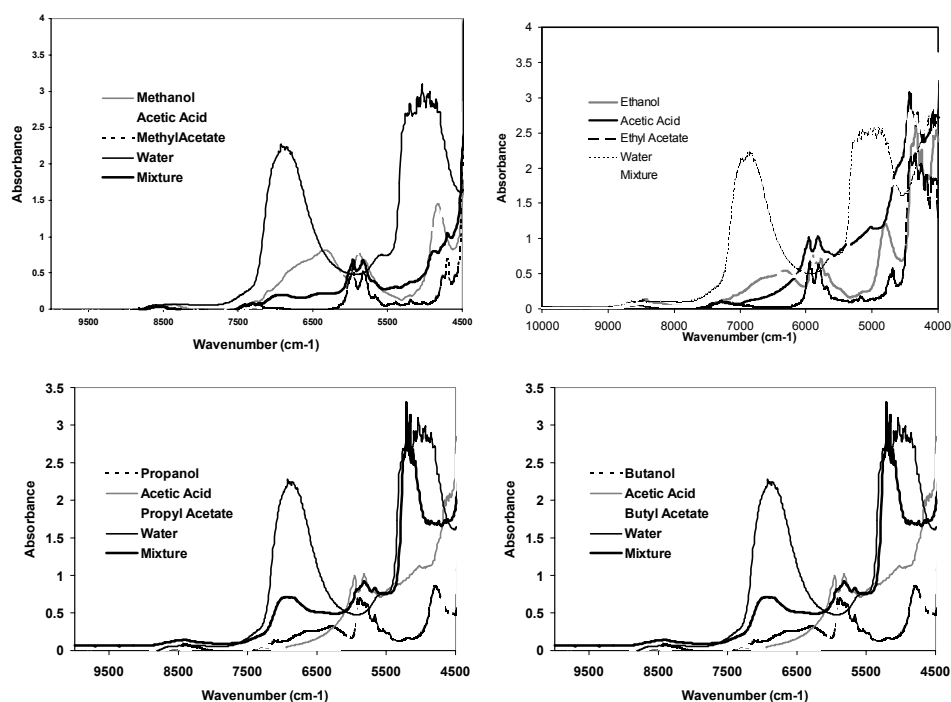 4
3.5
3
2.5
2
1.5
1
0.5
0
Absorbance
Methanol
Acetic Acid
MethylAcetate
Water
Mixture
9500 8500 7500 6500 5500 4500
Wavenumber (cm-1)
4
3.5
3
2.5
2
1.5
1
0.5
0
Absorbance
Ethanol
Acetic Acid
Ethyl Acetate
Water
Mixture
10000 9000 8000 7000 6000 5000 4000
Wavenumber (cm-1)
3.5
3
2.5
2
1.5
1
0.5
0
Absorbance
Propanol
Acetic Acid
Propyl Acetate
Water
Mixture
9500 8500 7500 6500 5500 4500
Wavenumber (cm-1)
3.5
3
2.5
2
1.5
1
0.5
0
Absorbance
Butanol
Acetic Acid
Butyl Acetate
Water
Mixture
9500 8500 7500 6500 5500 4500
Wavenumber (cm-1)